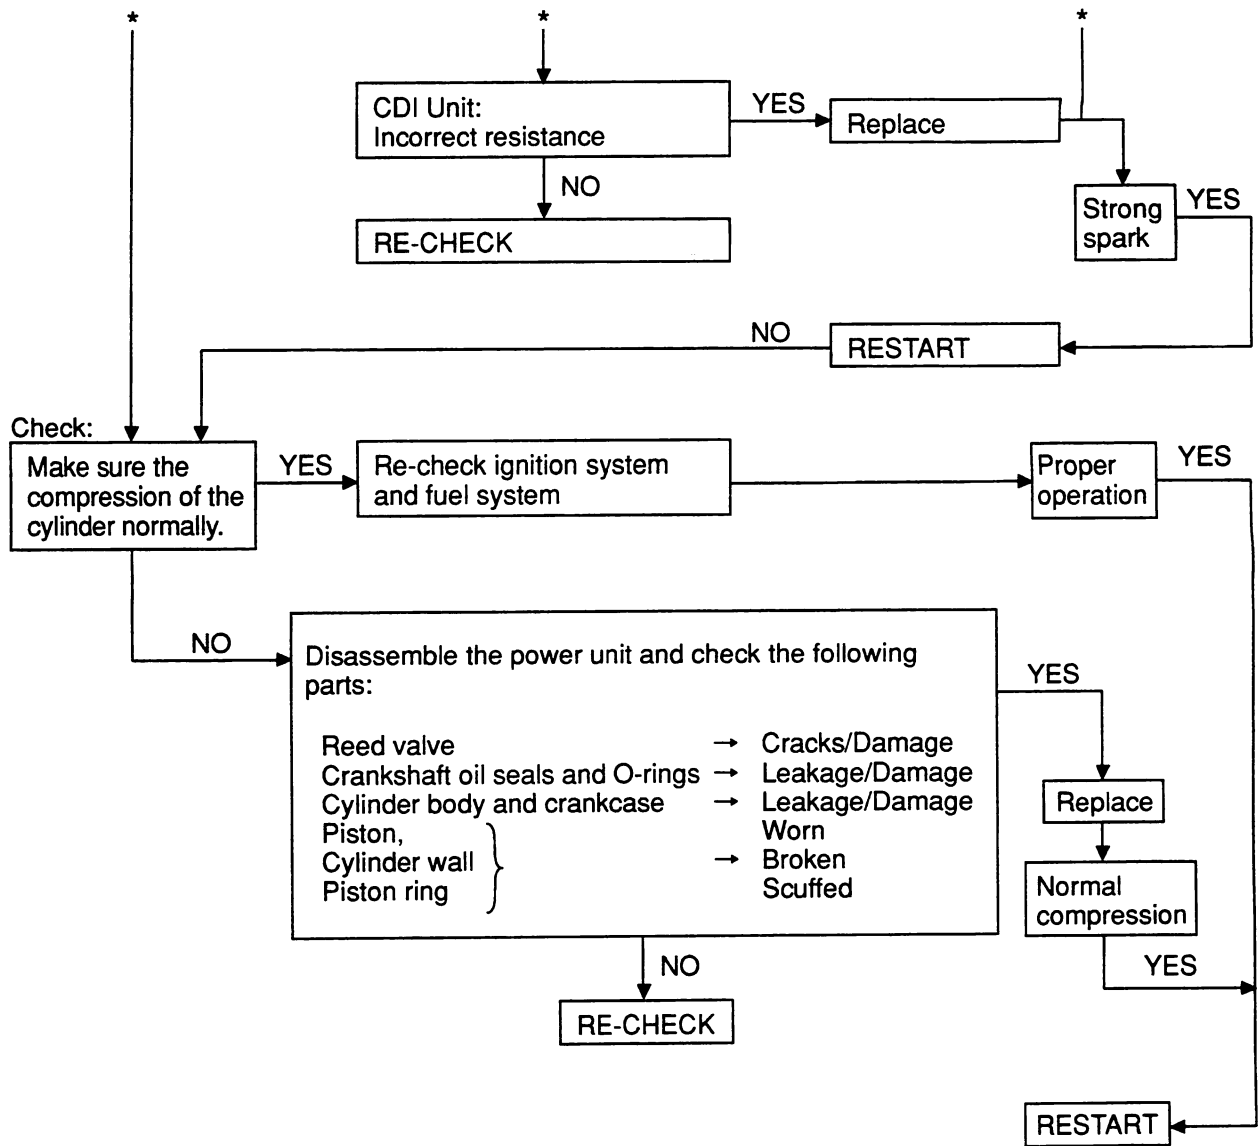 * * *
CDI Unit:
Incorrect resistance
YES
Replace
NO
RE-CHECK
Strong
spark
YES
NO
RESTART
Check:
Make sure the
compression of the
cylinder normally.
YES
Re-check ignition system
and fuel system
Proper
operation
YES
NO
Disassemble the power unit and check the following
parts:
Reed valve → Cracks/Damage
Crankshaft oil seals and O-rings → Leakage/Damage
Cylinder body and crankcase → Leakage/Damage
Piston, Worn
Cylinder wall → Broken
Piston ring Scuffed
YES
Replace
Normal
compression
YES
NO
RE-CHECK
RESTART